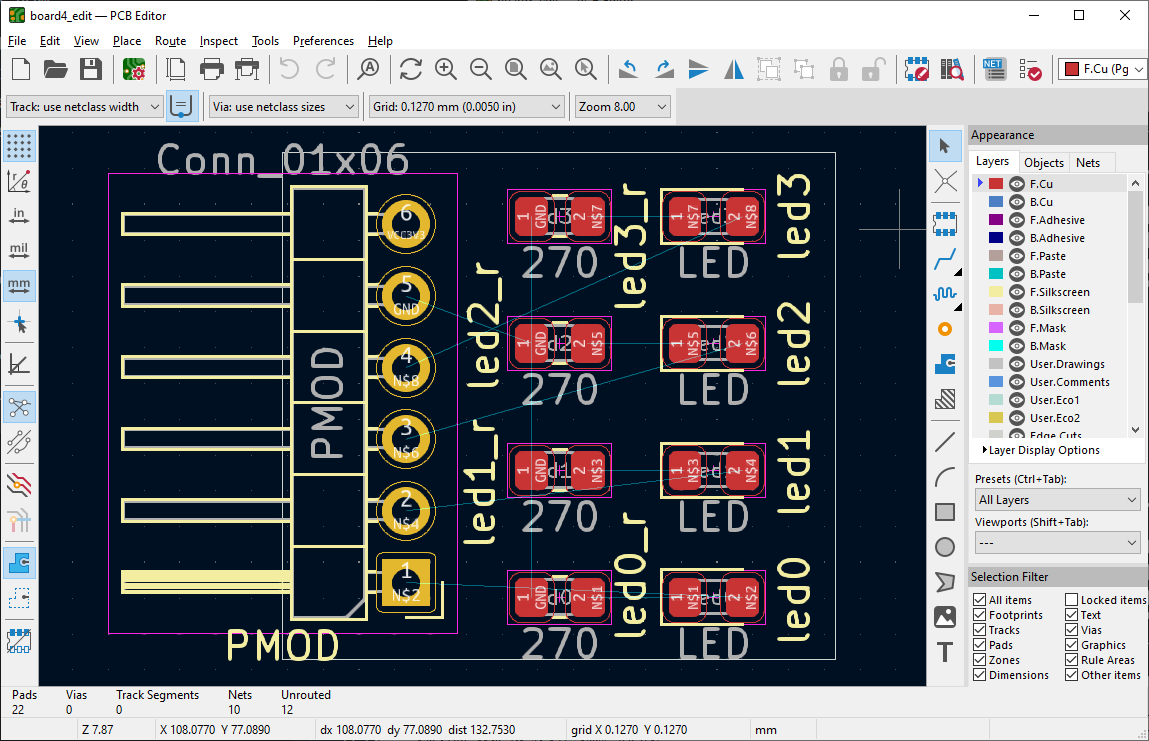 board4_edit — PCB Editor
File Edit View Place Route Inspect Tools Preferences Help
F.Cu (Pg
Track: use netclass width
Via: use netclass sizes
Grid: 0.1270 mm (0.0050 in)
Zoom 8.00
in
mil
mm
Conn_01x06
PMOD
PMOD
6
VCC3V3
5
GND
4
N$8
3
N$6
2
N$4
1
N$2
1 GND d3 2 N$7
270
led3_r
1 N$7 2 N$8
LED
led3
1 GND d2 2 N$5
270
led2_r
1 N$5 2 N$6
LED
led2
1 GND d1 2 N$3
270
led1_r
1 N$3 2 N$4
LED
led1
1 GND d0 2 N$1
270
led0_r
1 N$1 2 N$2
LED
led0
NET
T
Appearance
Layers Objects Nets
F.Cu
B.Cu
F.Adhesive
B.Adhesive
F.Paste
B.Paste
F.Silkscreen
B.Silkscreen
F.Mask
B.Mask
User.Drawings
User.Comments
User.Eco1
User.Eco2
Edge.Cuts
Layer Display Options
Presets (Ctrl+Tab):
All Layers
Viewports (Shift+Tab):
---
Selection Filter
All items Locked items
Footprints Text
Tracks Vias
Pads Graphics
Zones Rule Areas
Dimensions Other items
Pads Vias Track Segments Nets Unrouted
22 0 0 10 12
Z 7.87
X 108.0770 Y 77.0890
dx 108.0770 dy 77.0890 dist 132.7530
grid X 0.1270 Y 0.1270
mm